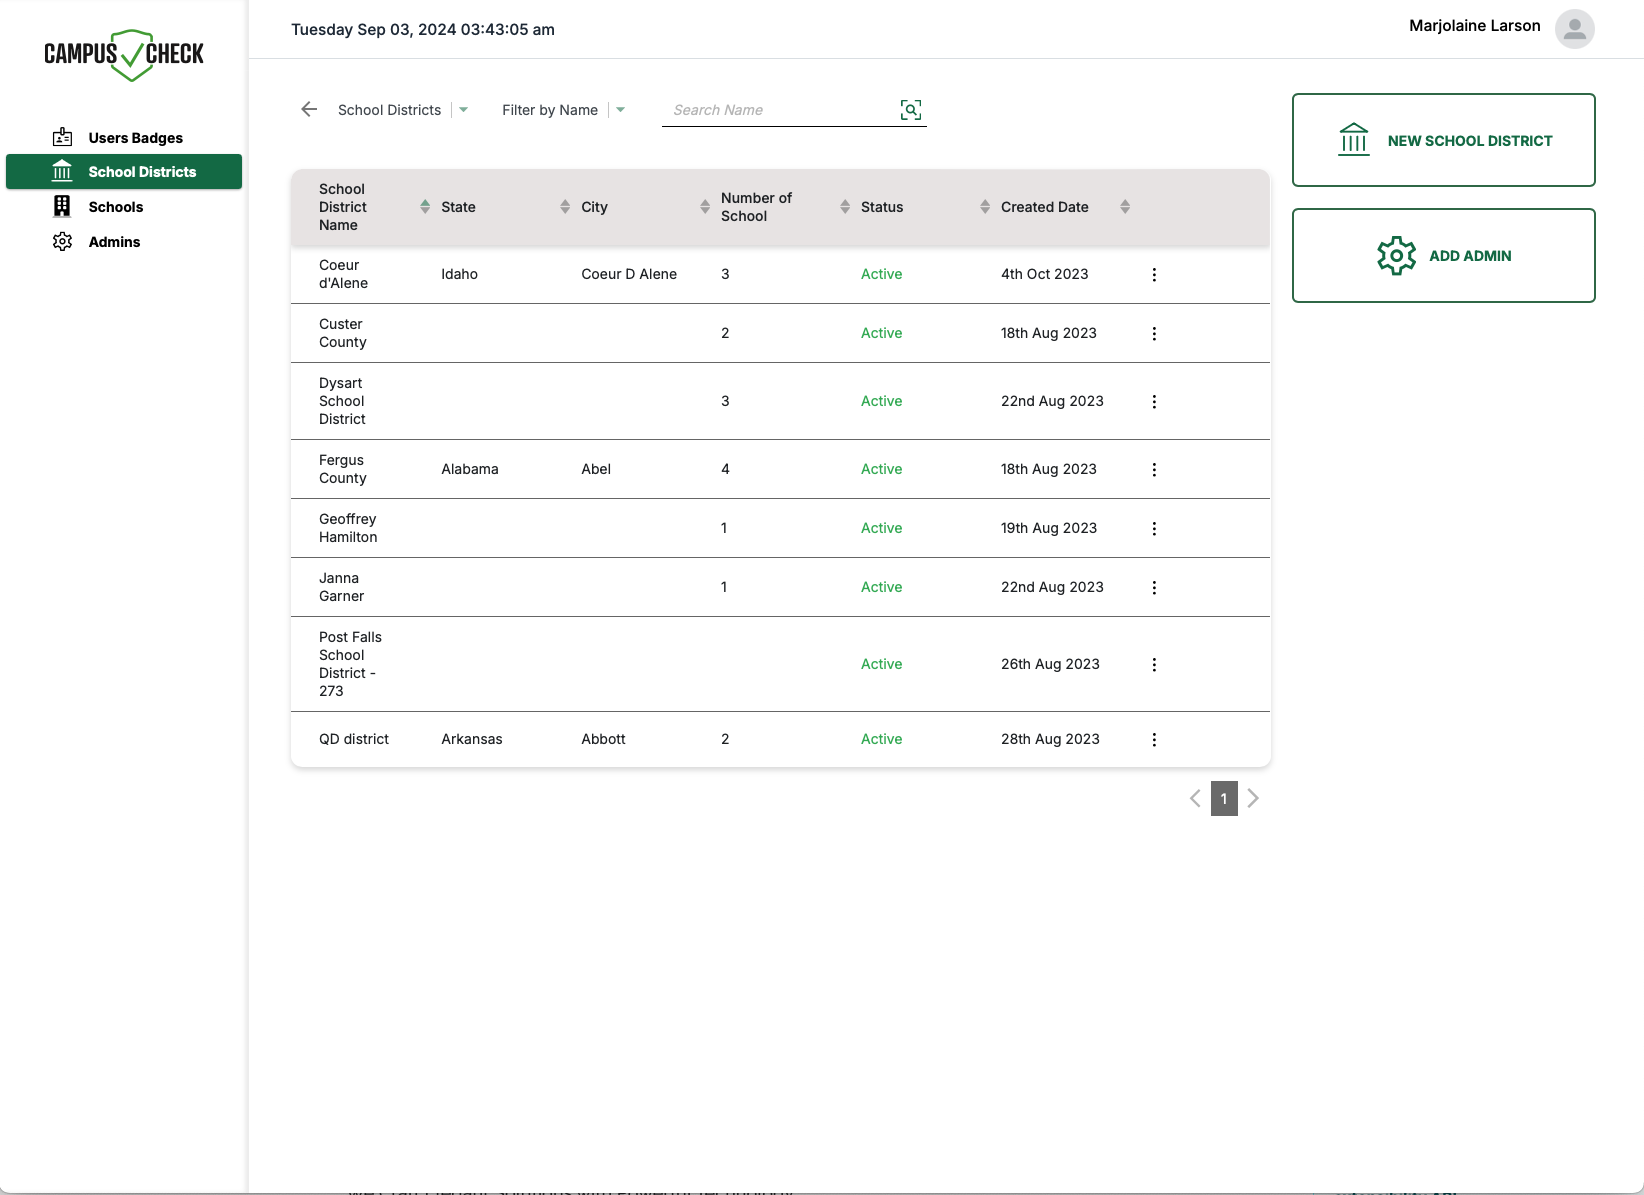 CAMPUS CHECK
Tuesday Sep 03, 2024 03:43:05 am
Marjolaine Larson
Users Badges
School Districts
Schools
Admins
School Districts
Filter by Name
Search Name
NEW SCHOOL DISTRICT
ADD ADMIN
School District Name State City Number of School Status Created Date
Coeur d'Alene Idaho Coeur D Alene 3 Active 4th Oct 2023
Custer County 2 Active 18th Aug 2023
Dysart School District 3 Active 22nd Aug 2023
Fergus County Alabama Abel 4 Active 18th Aug 2023
Geoffrey Hamilton 1 Active 19th Aug 2023
Janna Garner 1 Active 22nd Aug 2023
Post Falls School District - 273 Active 26th Aug 2023
QD district Arkansas Abbott 2 Active 28th Aug 2023
1